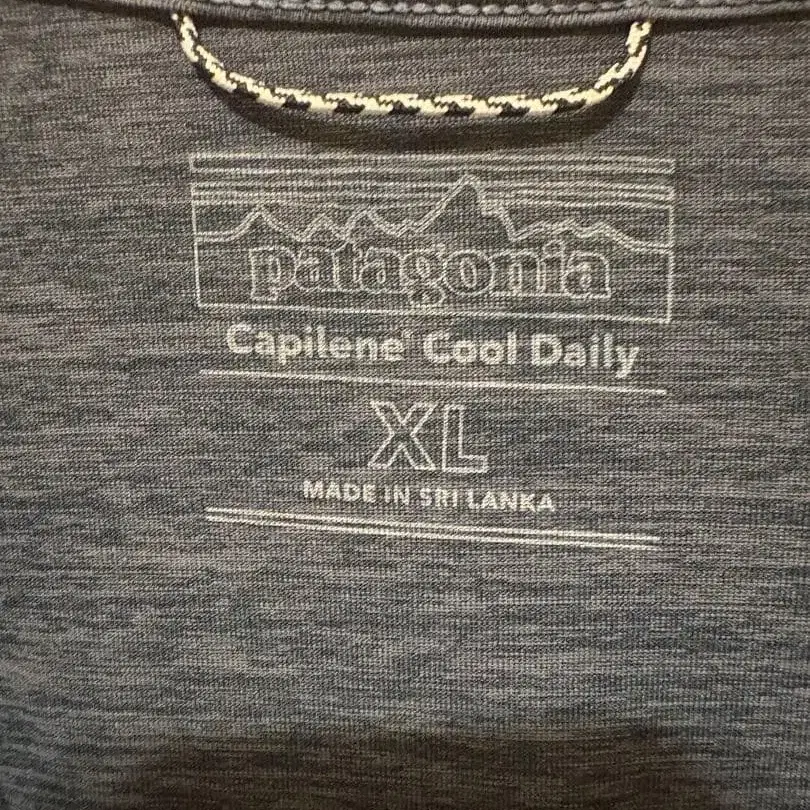 patagonia
Capilene® Cool Daily
XL
MADE IN SRI LANKA